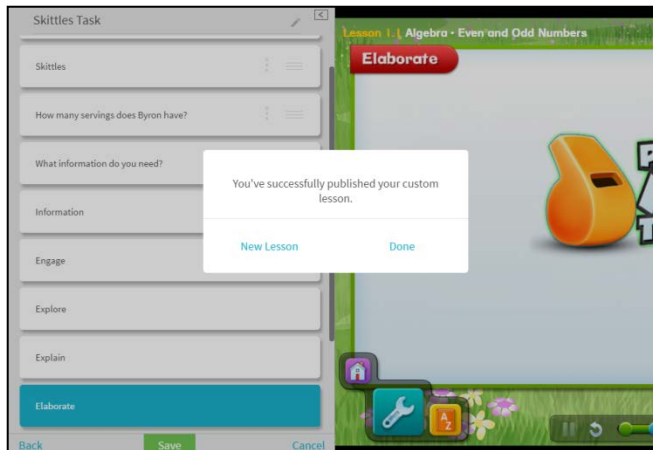 Skittles Task
Skittles
How many servings does Byron have?
What information do you need?
Information
Engage
Explore
Explain
Elaborate
Back
Save
Cancel
You've successfully published your custom
lesson.
New Lesson
Done
Lesson 1.1 Algebra • Even and Odd Numbers
Elaborate
A
Z